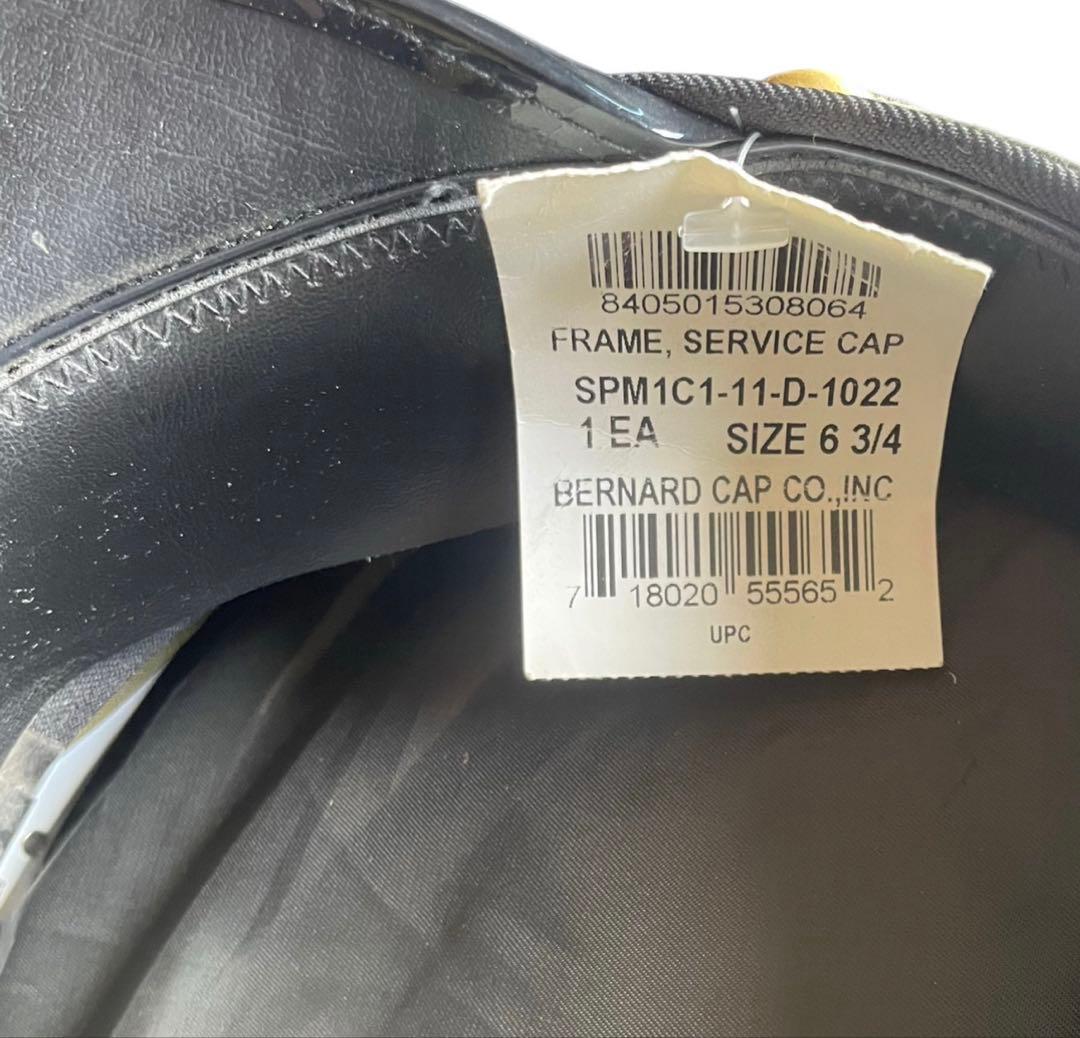 8405015308064
FRAME, SERVICE CAP
SPM1C1-11-D-1022
1 EA SIZE 6 3/4
BERNARD CAP CO.,INC
7 18020 55565 2
UPC